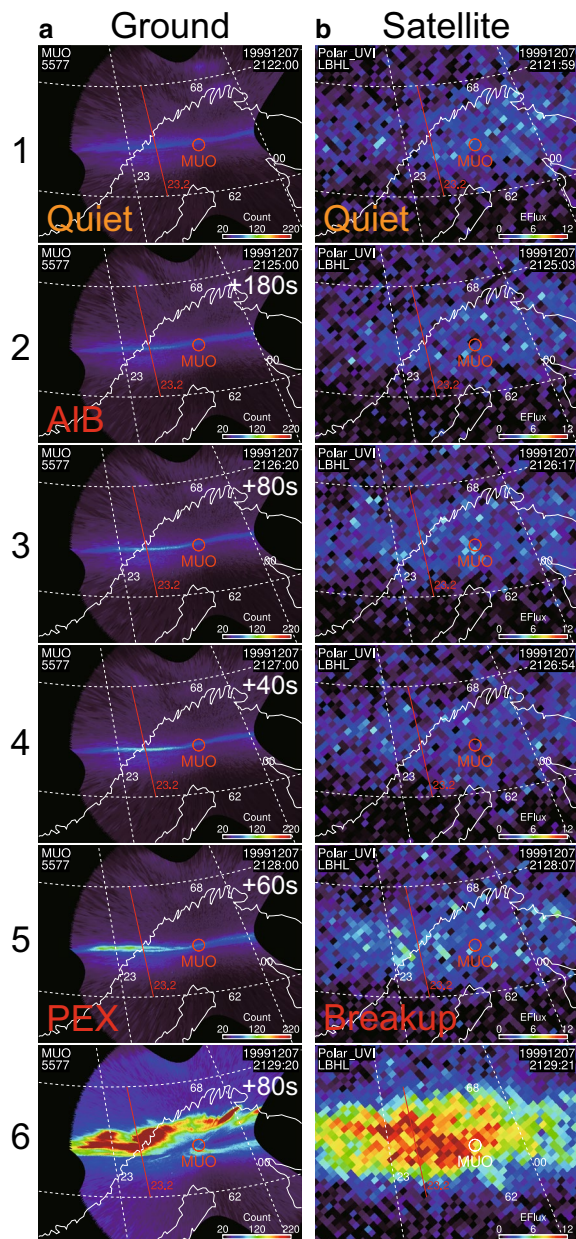 a Ground
b Satellite
1
MUO
5577
19991207
2122:00
68
MUO
00
23
23.2
62
Quiet
Count
20 120 220
Polar_UVI
LBHL
19991207
2121:59
68
MUO
00
23
23.2
62
Quiet
EFlux
0 6 12
2
MUO
5577
19991207
2125:00
+180s
68
MUO
00
23
23.2
62
AIB
Count
20 120 220
Polar_UVI
LBHL
19991207
2125:03
68
MUO
00
23
23.2
62
EFlux
0 6 12
3
MUO
5577
19991207
2126:20
+80s
68
MUO
00
23
23.2
62
Count
20 120 220
Polar_UVI
LBHL
19991207
2126:17
68
MUO
00
23
23.2
62
EFlux
0 6 12
4
MUO
5577
19991207
2127:00
+40s
68
MUO
00
23
23.2
62
Count
20 120 220
Polar_UVI
LBHL
19991207
2126:54
68
MUO
00
23
23.2
62
EFlux
0 6 12
5
MUO
5577
19991207
2128:00
+60s
68
MUO
00
23
23.2
62
PEX
Count
20 120 220
Polar_UVI
LBHL
19991207
2128:07
68
MUO
00
23
23.2
62
Breakup
EFlux
0 6 12
6
MUO
5577
19991207
2129:20
+80s
68
MUO
00
23
23.2
62
Count
20 120 220
Polar_UVI
LBHL
19991207
2129:21
68
MUO
00
23
23.2
62
EFlux
0 6 12